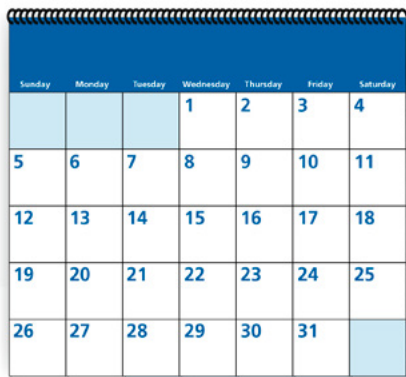 Sunday Monday Tuesday Wednesday Thursday Friday Saturday
1 2 3 4
5 6 7 8 9 10 11
12 13 14 15 16 17 18
19 20 21 22 23 24 25
26 27 28 29 30 31